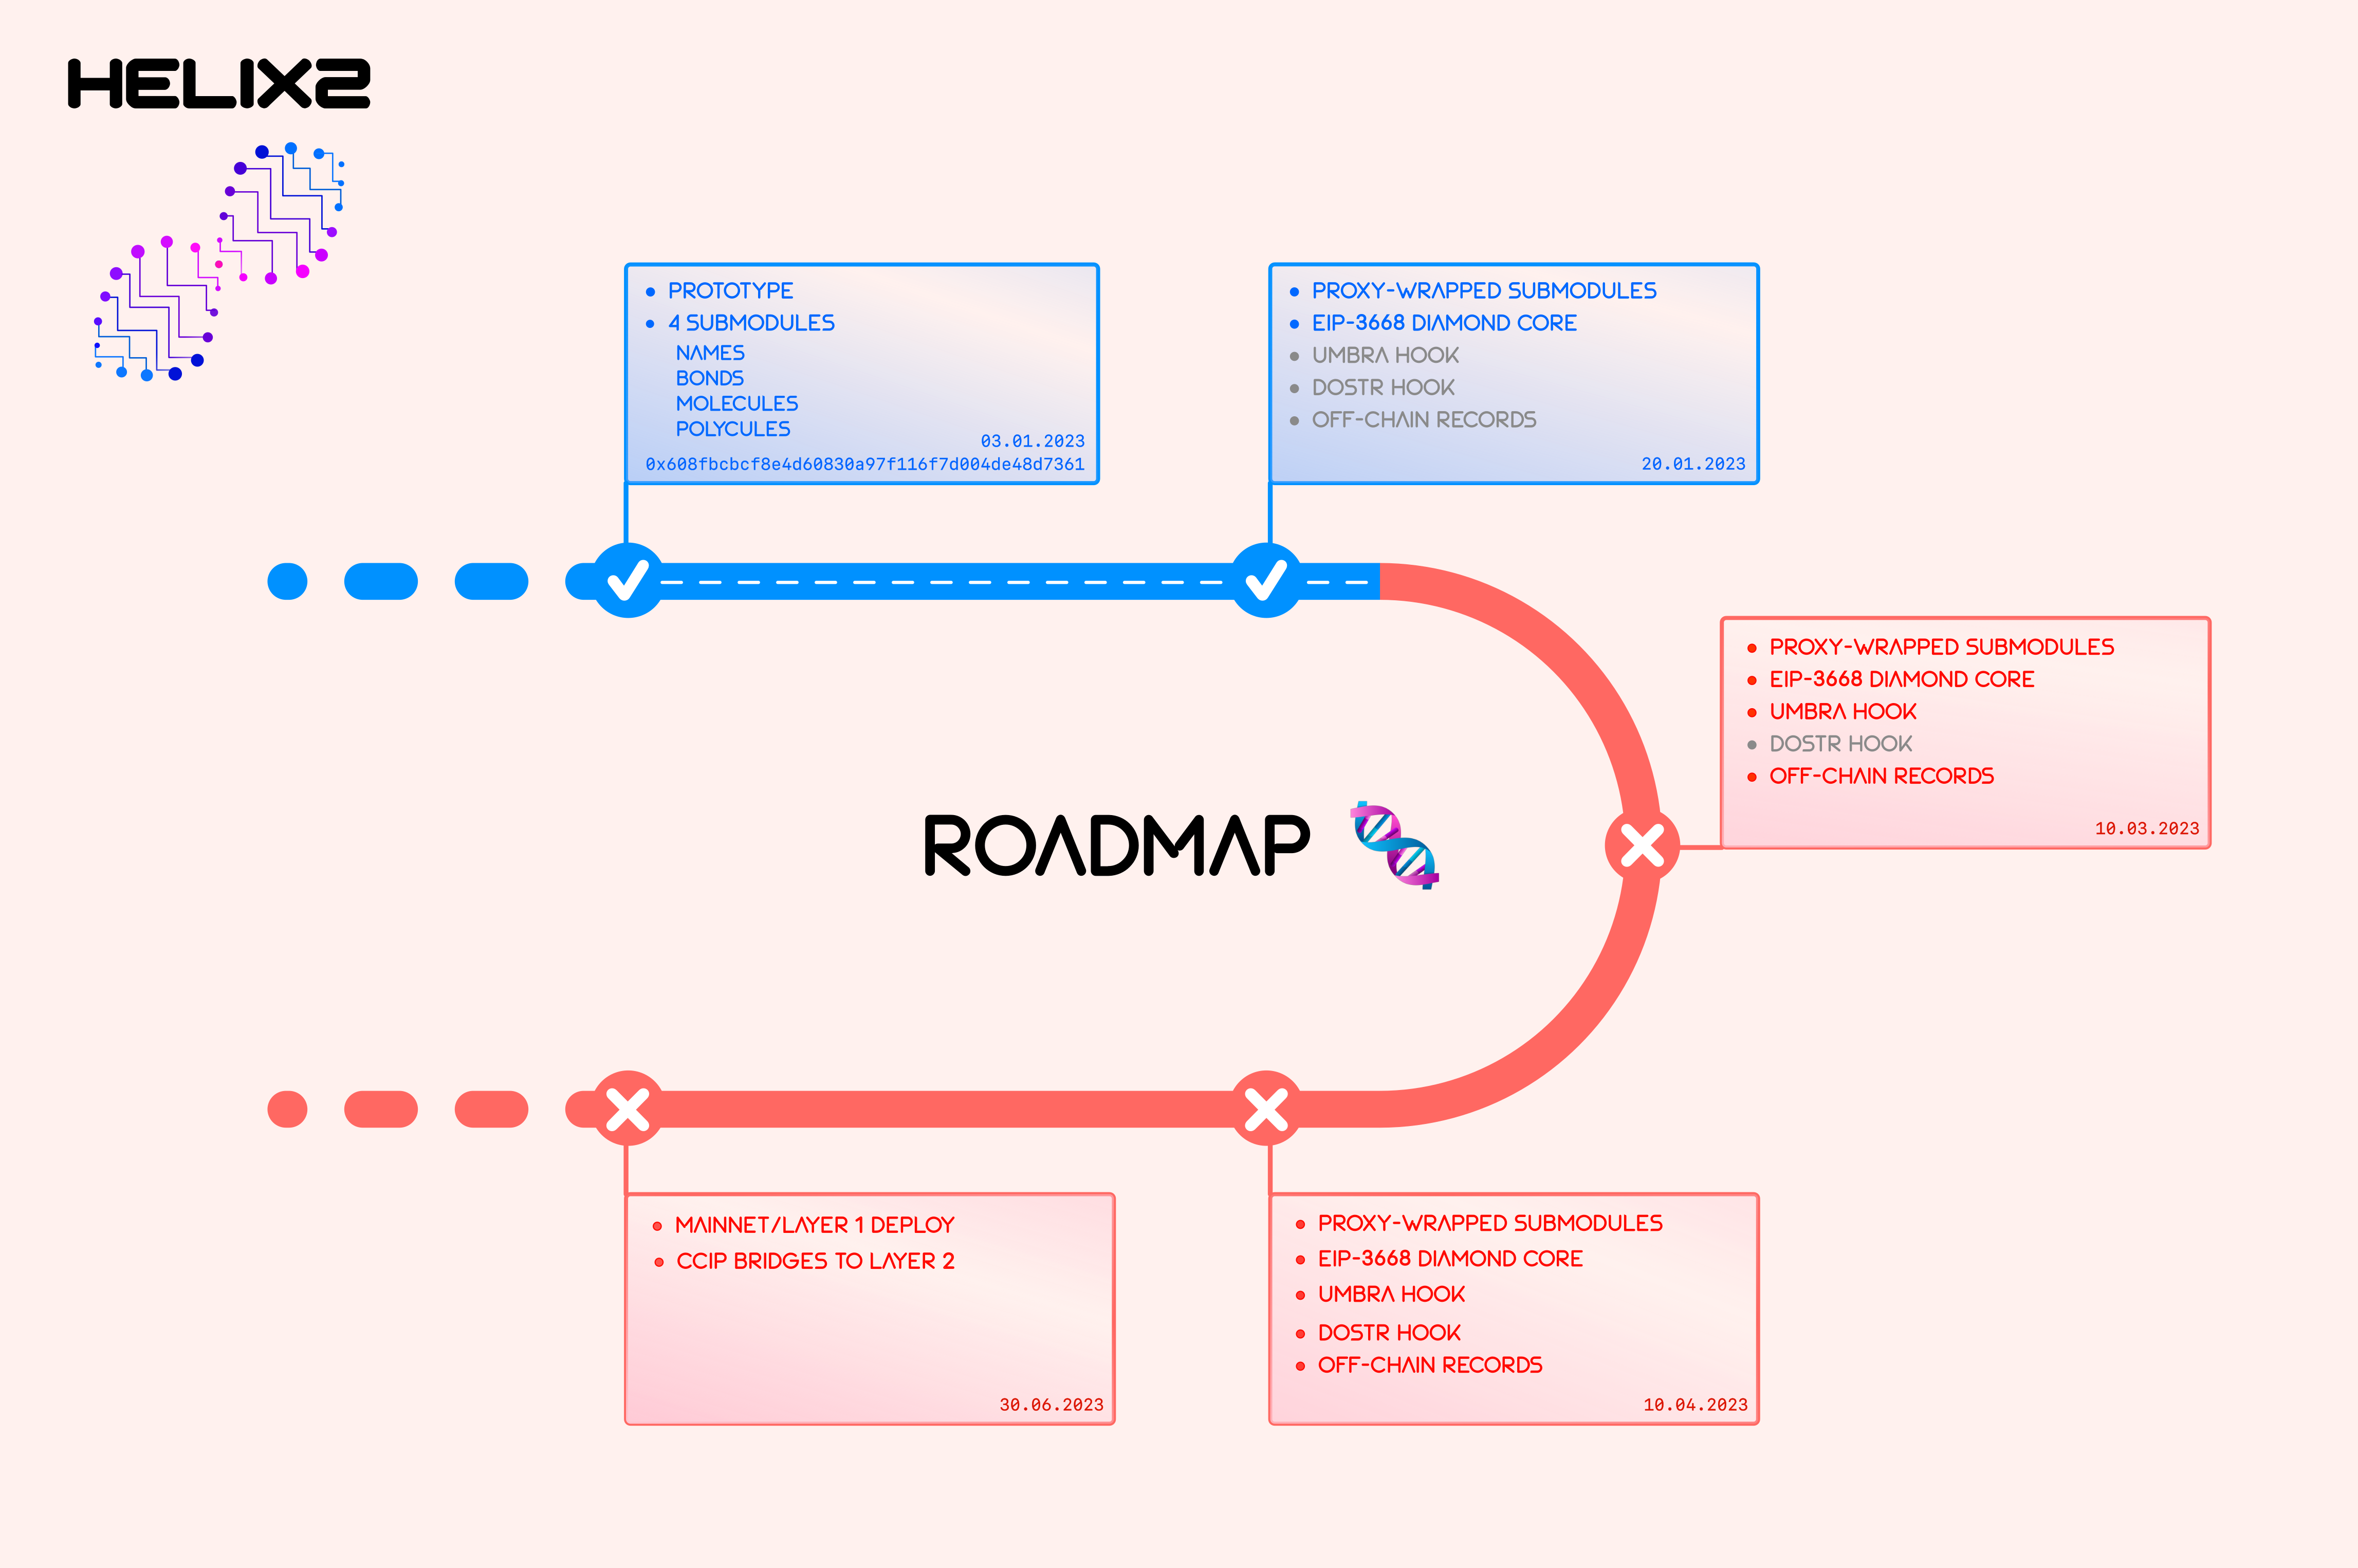 HELIX2
PROTOTYPE
4 SUBMODULES
NAMES
BONDS
MOLECULES
POLYCULES
03.01.2023
0x608fbcbcf8e4d60830a97f116f7d004de48d7361
PROXY-WRAPPED SUBMODULES
EIP-3668 DIAMOND CORE
UMBRA HOOK
DOSTR HOOK
OFF-CHAIN RECORDS
20.01.2023
PROXY-WRAPPED SUBMODULES
EIP-3668 DIAMOND CORE
UMBRA HOOK
DOSTR HOOK
OFF-CHAIN RECORDS
10.03.2023
ROADMAP
MAINNET/LAYER 1 DEPLOY
CCIP BRIDGES TO LAYER 2
30.06.2023
PROXY-WRAPPED SUBMODULES
EIP-3668 DIAMOND CORE
UMBRA HOOK
DOSTR HOOK
OFF-CHAIN RECORDS
10.04.2023